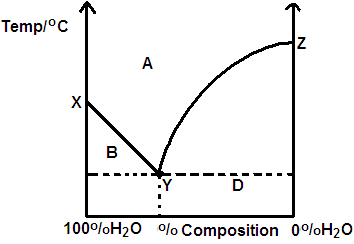 Temp/°C
A
Z
X
B
Y
D
100%H₂O
% Composition
0%H₂O